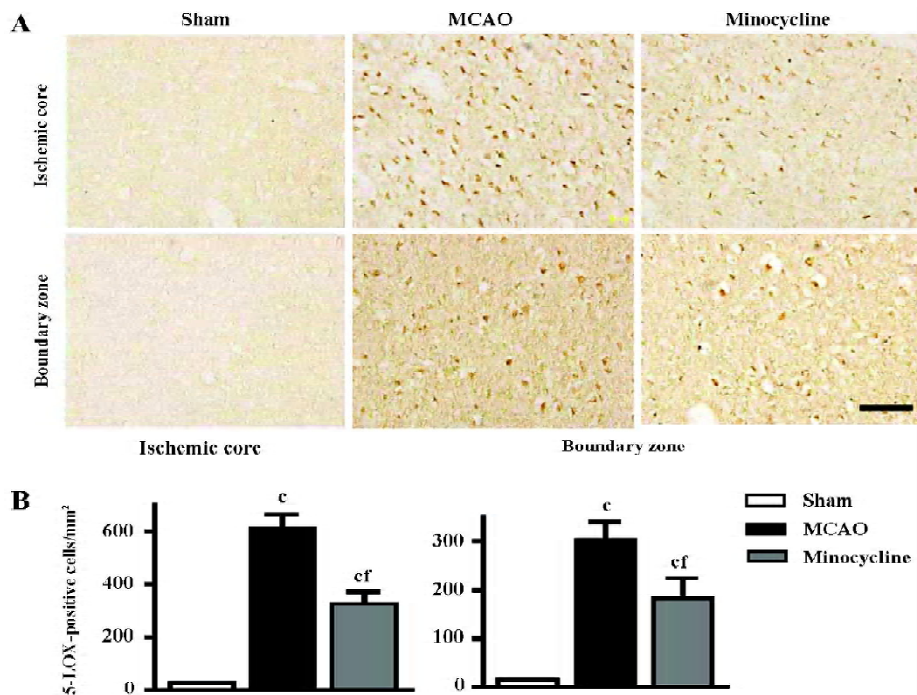 A
Sham MCAO Minocycline
Ischemic core
Boundary zone
Ischemic core Boundary zone
B
5-LOX-positive cells/mm²
600
400
200
0
c
cf
300
200
100
0
c
cf
Sham
MCAO
Minocycline